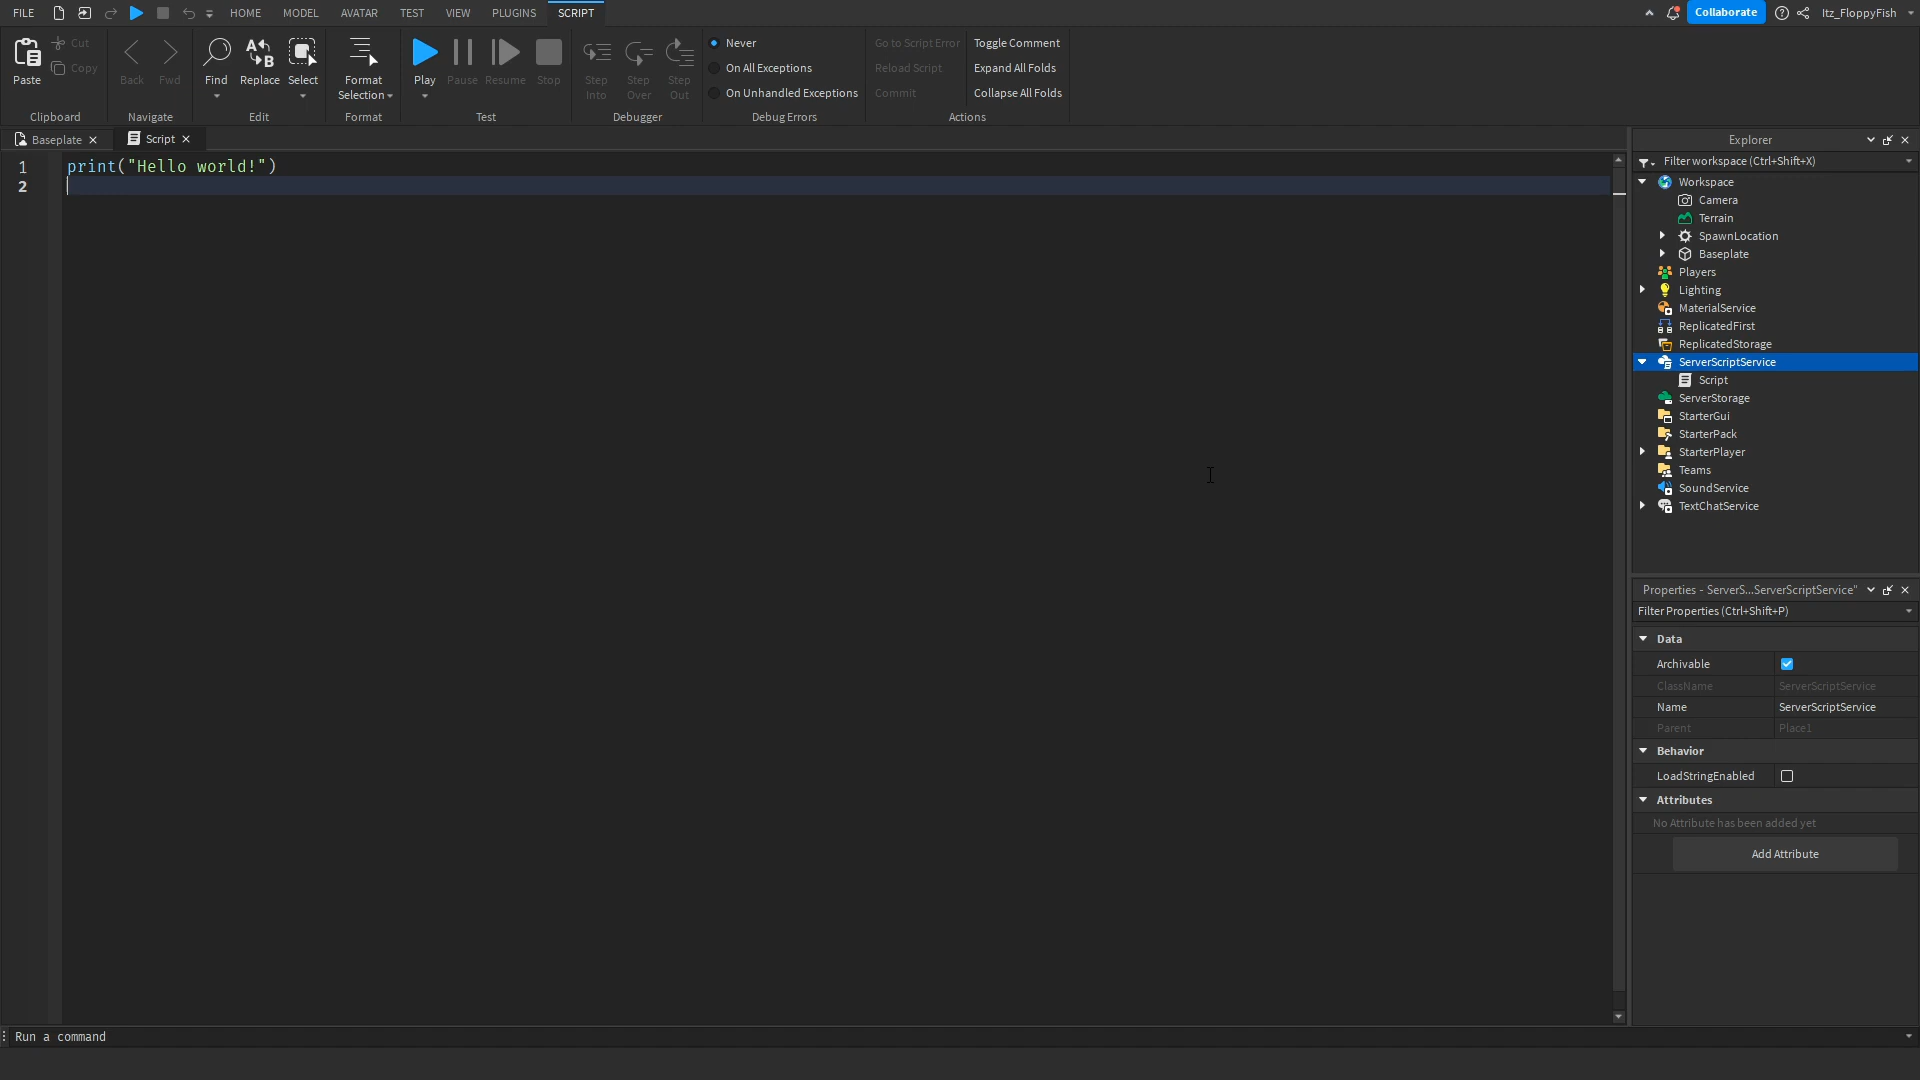 FILE HOME MODEL AVATAR TEST VIEW PLUGINS SCRIPT Collaborate Itz_FloppyFish
Paste
Cut
Copy
Clipboard
Back Fwd
Navigate
Find Replace Select
Edit
Format
Selection
Format
Play Pause Resume Stop
Test
Step Into
Step Over
Step Out
Debugger
Never
On All Exceptions
On Unhandled Exceptions
Debug Errors
Go to Script Error
Reload Script
Commit
Toggle Comment
Expand All Folds
Collapse All Folds
Actions
Baseplate Script
1 print("Hello world!")
2
Explorer
Filter workspace (Ctrl+Shift+X)
Workspace
Camera
Terrain
SpawnLocation
Baseplate
Players
Lighting
MaterialService
ReplicatedFirst
ReplicatedStorage
ServerScriptService
Script
ServerStorage
StarterGui
StarterPack
StarterPlayer
Teams
SoundService
TextChatService
Properties - ServerS...ServerScriptService"
Filter Properties (Ctrl+Shift+P)
Data
Archivable
ClassName ServerScriptService
Name ServerScriptService
Parent Place1
Behavior
LoadStringEnabled
Attributes
No Attribute has been added yet
Add Attribute
Run a command